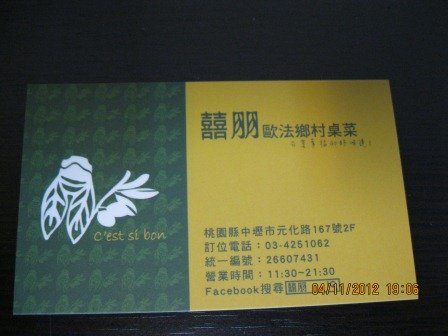 C'est si bon
囍朋 歐法鄉村桌菜
桃園縣中壢市元化路167號2F
訂位電話：03-4251062
統一編號：26607431
營業時間：11:30~21:30
Facebook搜尋 囍朋
04/11/2012 19:06